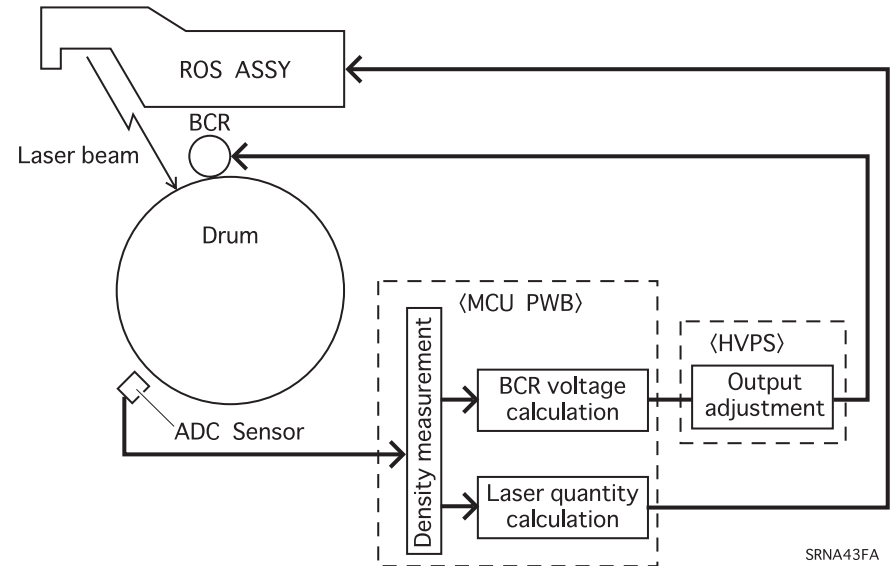 ROS ASSY
BCR
Laser beam
Drum
〈MCU PWB〉
〈HVPS〉
Density measurement
BCR voltage
calculation
Output
adjustment
ADC Sensor
Laser quantity
calculation
SRNA43FA